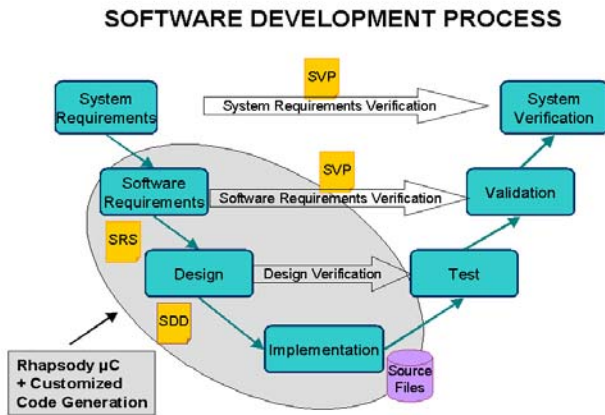 SOFTWARE DEVELOPMENT PROCESS
SVP
System
Requirements
System Requirements Verification
System
Verification
SVP
Software
Requirements
Software Requirements Verification
Validation
SRS
Design
Design Verification
Test
SDD
Implementation
Rhapsody µC
+ Customized
Code Generation
Source
Files